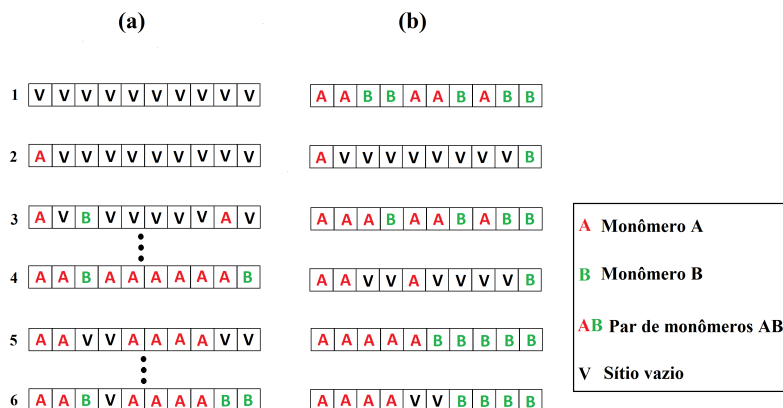 (a) (b)
1 V V V V V V V V V V A A B B A A B A B B
2 A V V V V V V V V V A V V V V V V V V B
3 A V B V V V V V A V A A A B A A B A B B
4 A A B A A A A A A B A A V V A V V V V B
5 A A V V A A A A V V A A A A A B B B B B
6 A A B V A A A A B B A A A A V V B B B B
A Monômero A
B Monômero B
AB Par de monômeros AB
V Sítio vazio